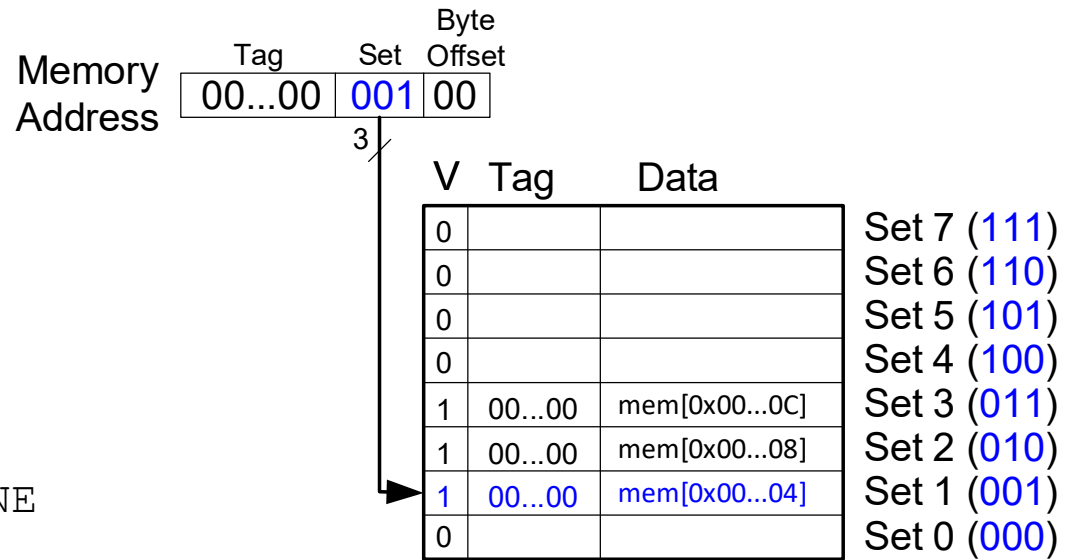 Memory Address
Tag Set Byte Offset
00...00 001 00
3
V Tag Data
0 Set 7 (111)
0 Set 6 (110)
0 Set 5 (101)
0 Set 4 (100)
1 00...00 mem[0x00...0C] Set 3 (011)
1 00...00 mem[0x00...08] Set 2 (010)
1 00...00 mem[0x00...04] Set 1 (001)
0 Set 0 (000)
NE